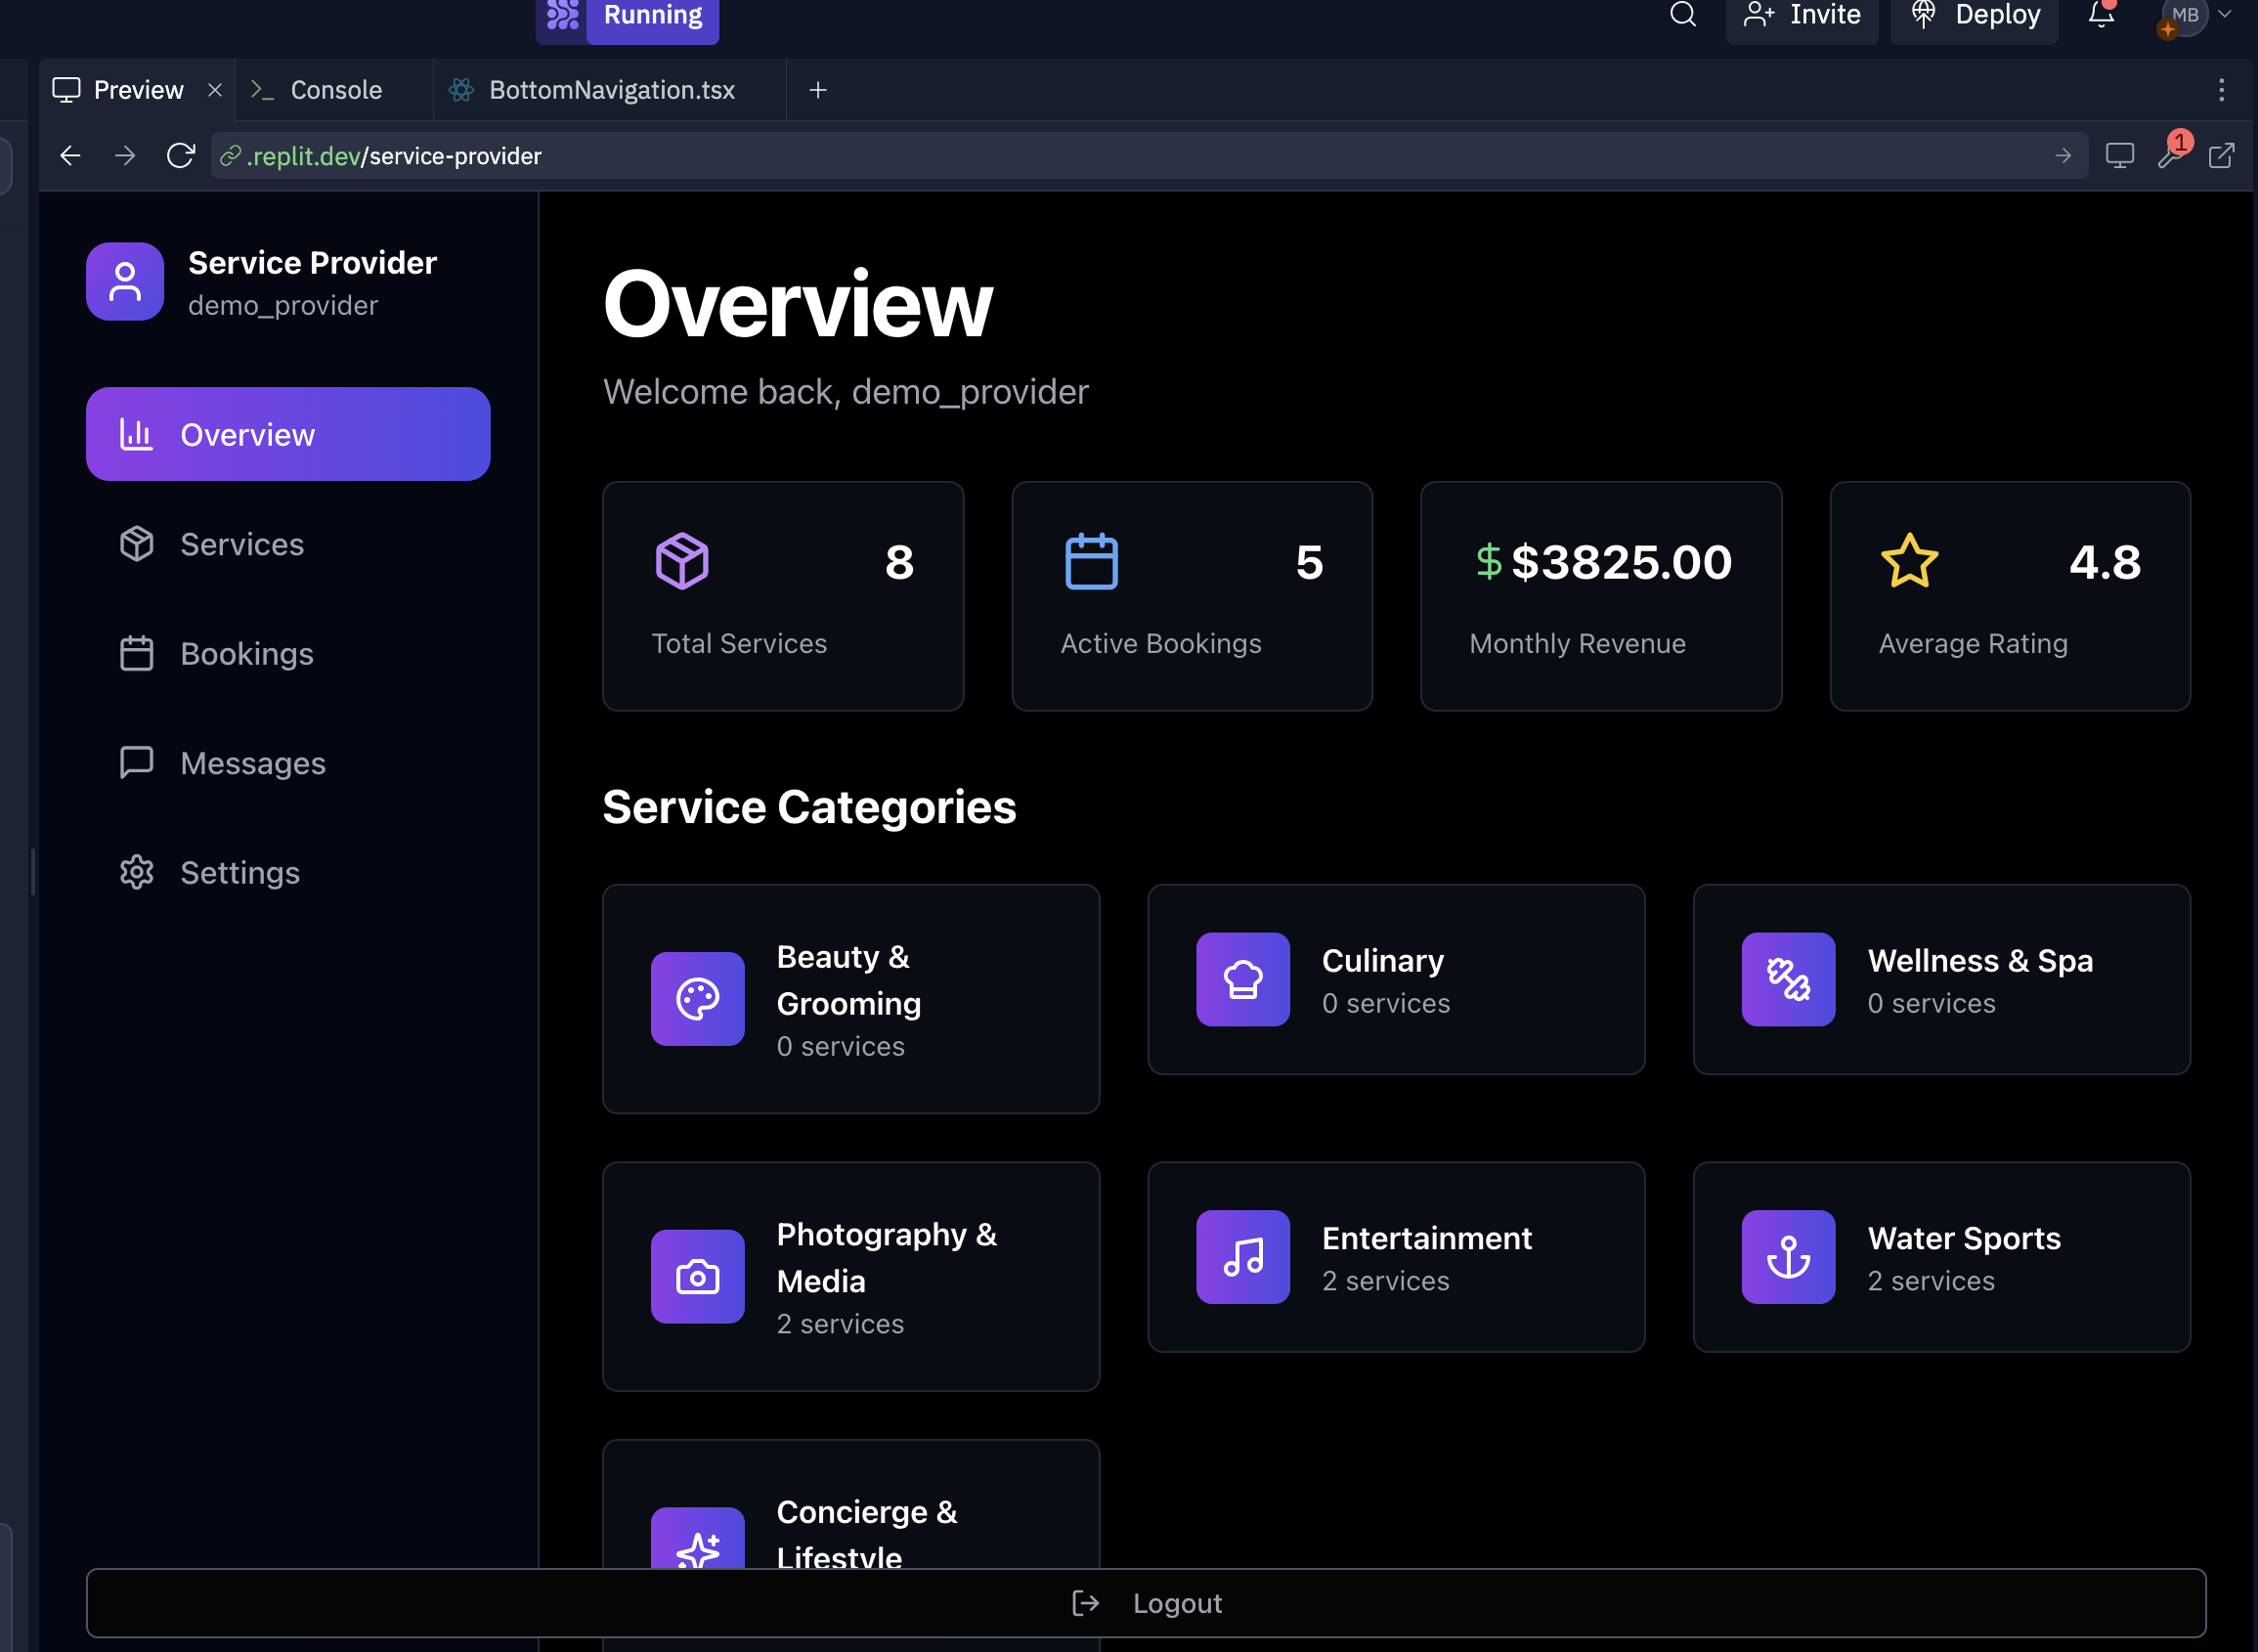 Running
Invite
Deploy
MB
Preview
Console
BottomNavigation.tsx
.replit.dev/service-provider
1
Service Provider
demo_provider
Overview
Services
Bookings
Messages
Settings
Overview
Welcome back, demo_provider
8
Total Services
5
Active Bookings
$3825.00
Monthly Revenue
4.8
Average Rating
Service Categories
Beauty &
Grooming
0 services
Culinary
0 services
Wellness & Spa
0 services
Photography &
Media
2 services
Entertainment
2 services
Water Sports
2 services
Concierge &
Lifestyle
Logout